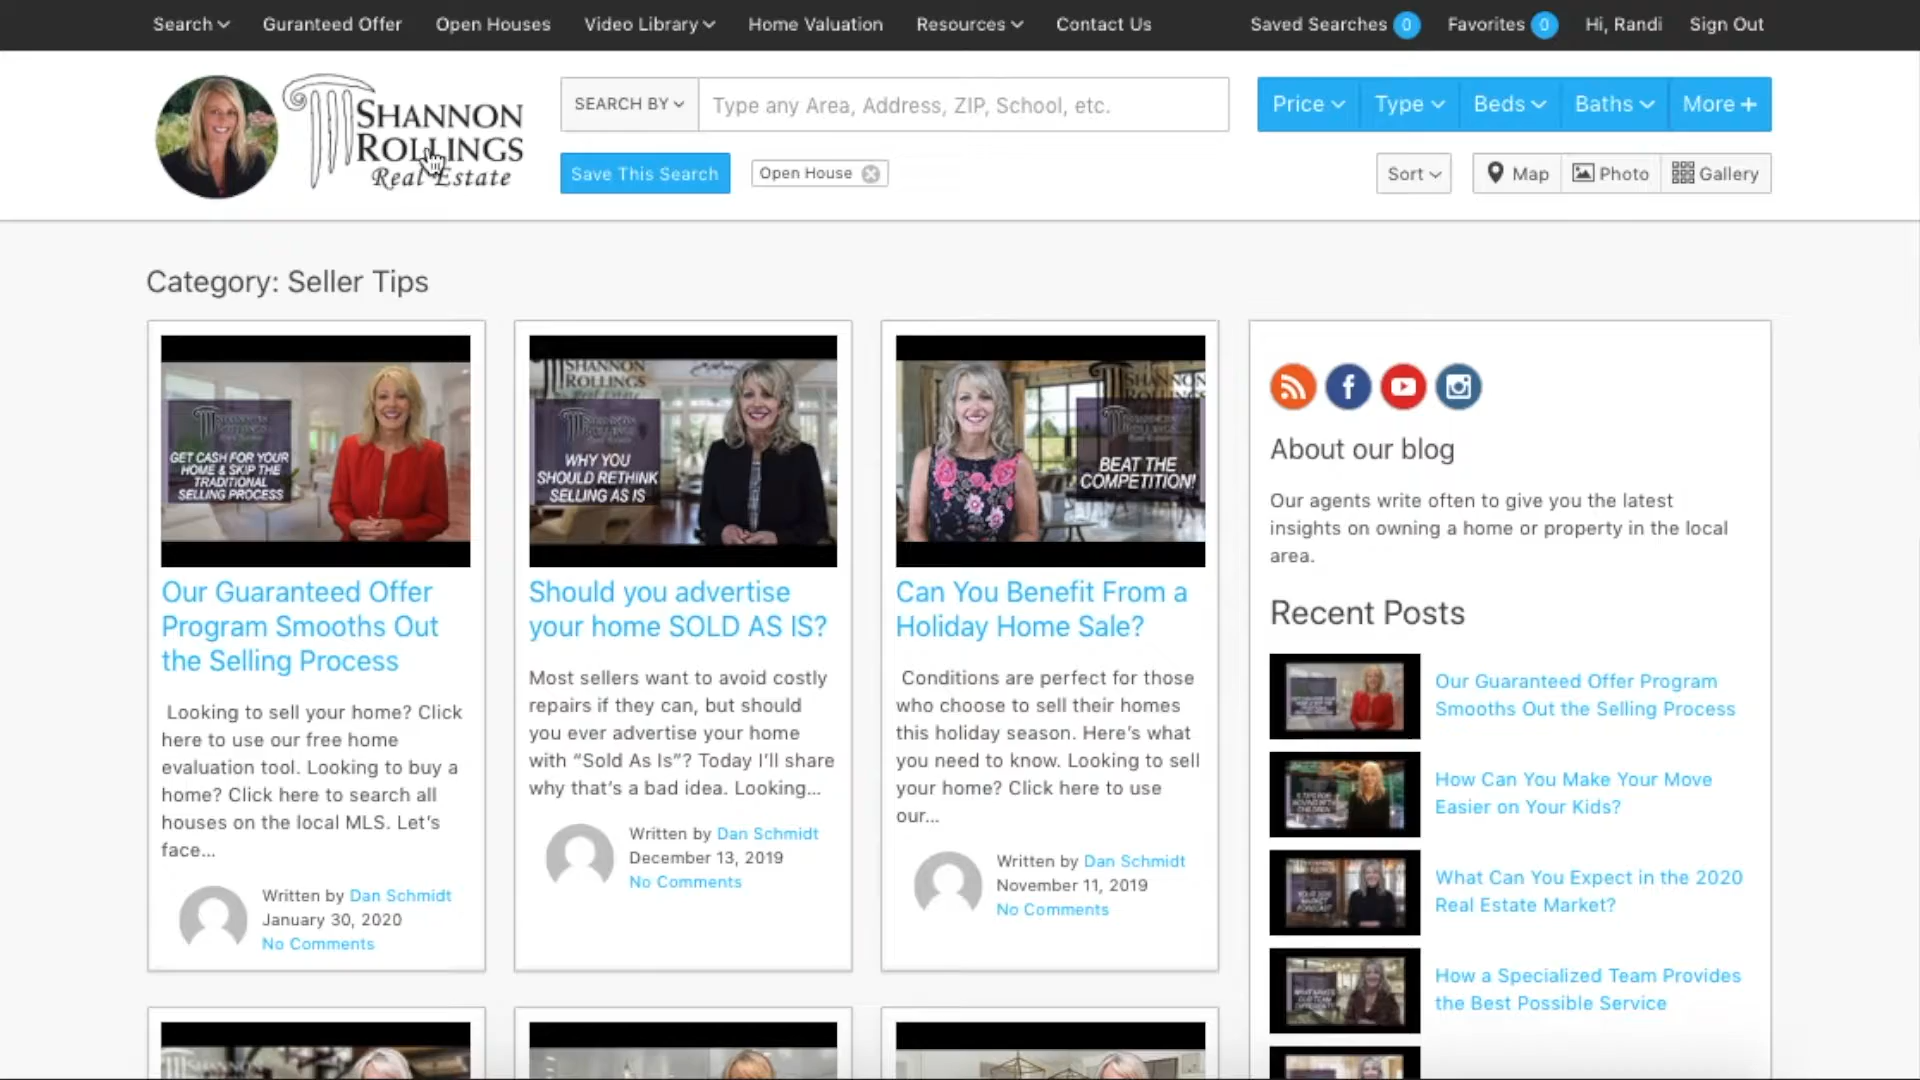 Search
Guranteed Offer
Open Houses
Video Library
Home Valuation
Resources
Contact Us
Saved Searches 0
Favorites 0
Hi, Randi
Sign Out
SHANNON
ROLLINGS
Real Estate
SEARCH BY
Type any Area, Address, ZIP, School, etc.
Price
Type
Beds
Baths
More +
Save This Search
Open House
Sort
Map
Photo
Gallery
Category: Seller Tips
GET CASH FOR YOUR
HOME & SKIP THE
TRADITIONAL
SELLING PROCESS
Our Guaranteed Offer
Program Smooths Out
the Selling Process
Looking to sell your home? Click
here to use our free home
evaluation tool. Looking to buy a
home? Click here to search all
houses on the local MLS. Let's
face...
Written by Dan Schmidt
January 30, 2020
No Comments
SHANNON
ROLLINGS
WHY YOU
SHOULD RETHINK
SELLING AS IS
Should you advertise
your home SOLD AS IS?
Most sellers want to avoid costly
repairs if they can, but should
you ever advertise your home
with “Sold As Is”? Today I’ll share
why that’s a bad idea. Looking...
Written by Dan Schmidt
December 13, 2019
No Comments
BEAT THE
COMPETITION!
Can You Benefit From a
Holiday Home Sale?
Conditions are perfect for those
who choose to sell their homes
this holiday season. Here’s what
you need to know. Looking to sell
your home? Click here to use
our...
Written by Dan Schmidt
November 11, 2019
No Comments
About our blog
Our agents write often to give you the latest
insights on owning a home or property in the local
area.
Recent Posts
Our Guaranteed Offer Program
Smooths Out the Selling Process
How Can You Make Your Move
Easier on Your Kids?
What Can You Expect in the 2020
Real Estate Market?
How a Specialized Team Provides
the Best Possible Service